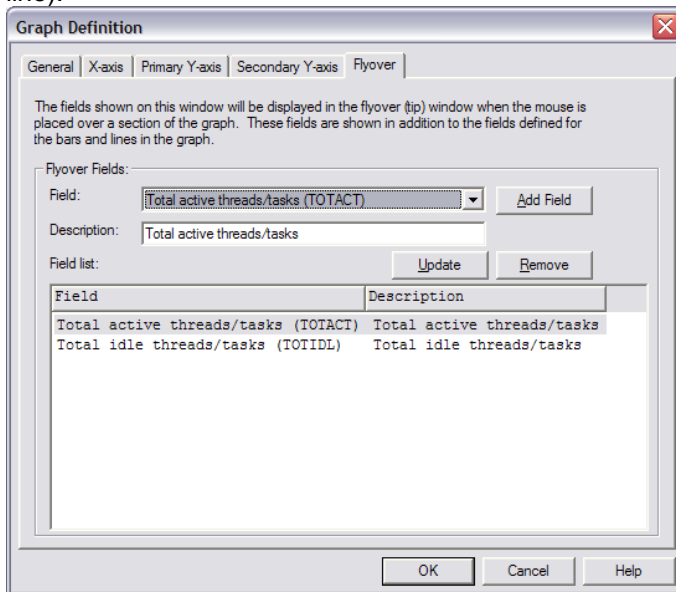 line).
Graph Definition
General X-axis Primary Y-axis Secondary Y-axis Flyover
The fields shown on this window will be displayed in the flyover (tip) window when the mouse is
placed over a section of the graph. These fields are shown in addition to the fields defined for
the bars and lines in the graph.
Flyover Fields:
Field: Total active threads/tasks (TOTACT) Add Field
Description: Total active threads/tasks
Field list: Update Remove
Field Description
Total active threads/tasks (TOTACT) Total active threads/tasks
Total idle threads/tasks (TOTIDL) Total idle threads/tasks
OK Cancel Help